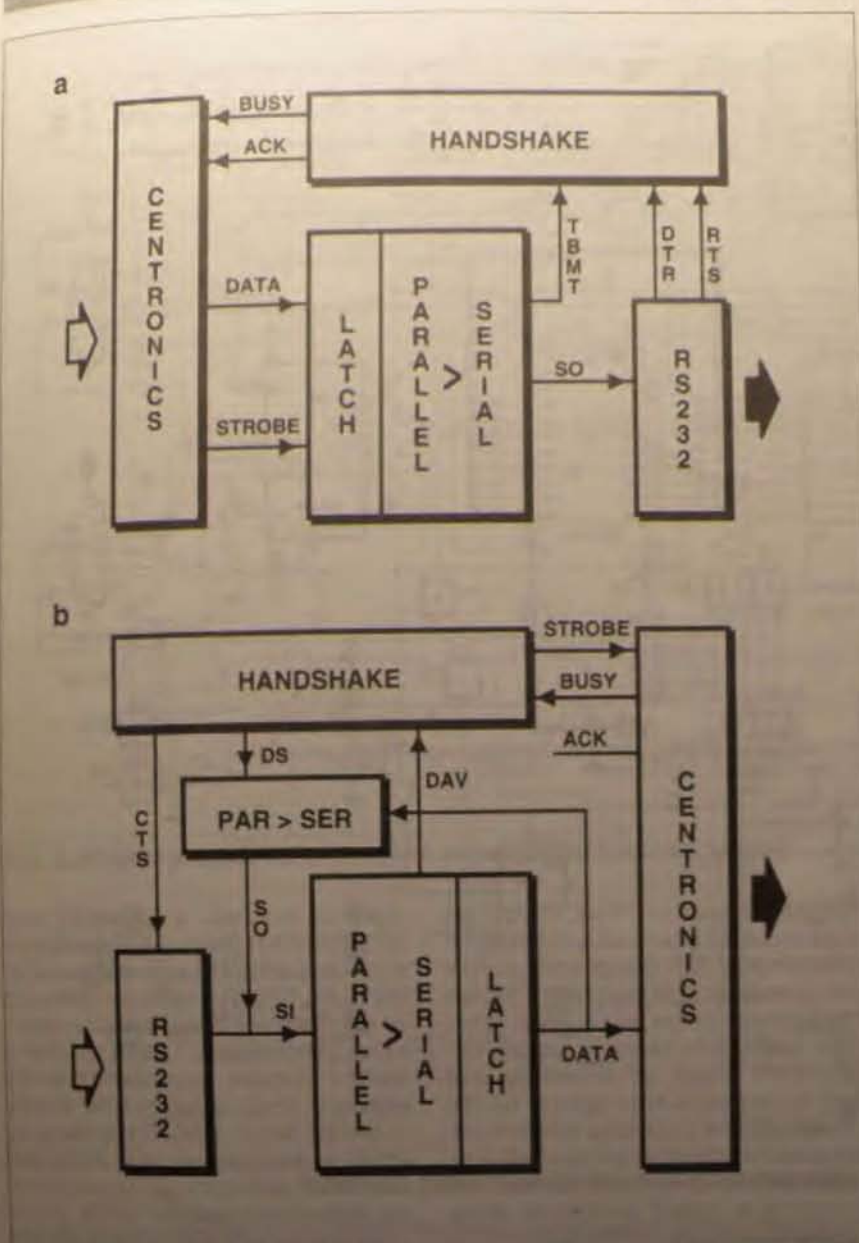 a
BUSY
ACK
HANDSHAKE
CENTRONICS
DATA
STROBE
LATCH
PARALLEL
>
SERIAL
TBMT
DTR
RTS
SO
RS232
b
HANDSHAKE
STROBE
BUSY
ACK
DS
DAV
CTS
PAR > SER
SO
RS232
SI
PARALLEL
>
SERIAL
LATCH
DATA
CENTRONICS